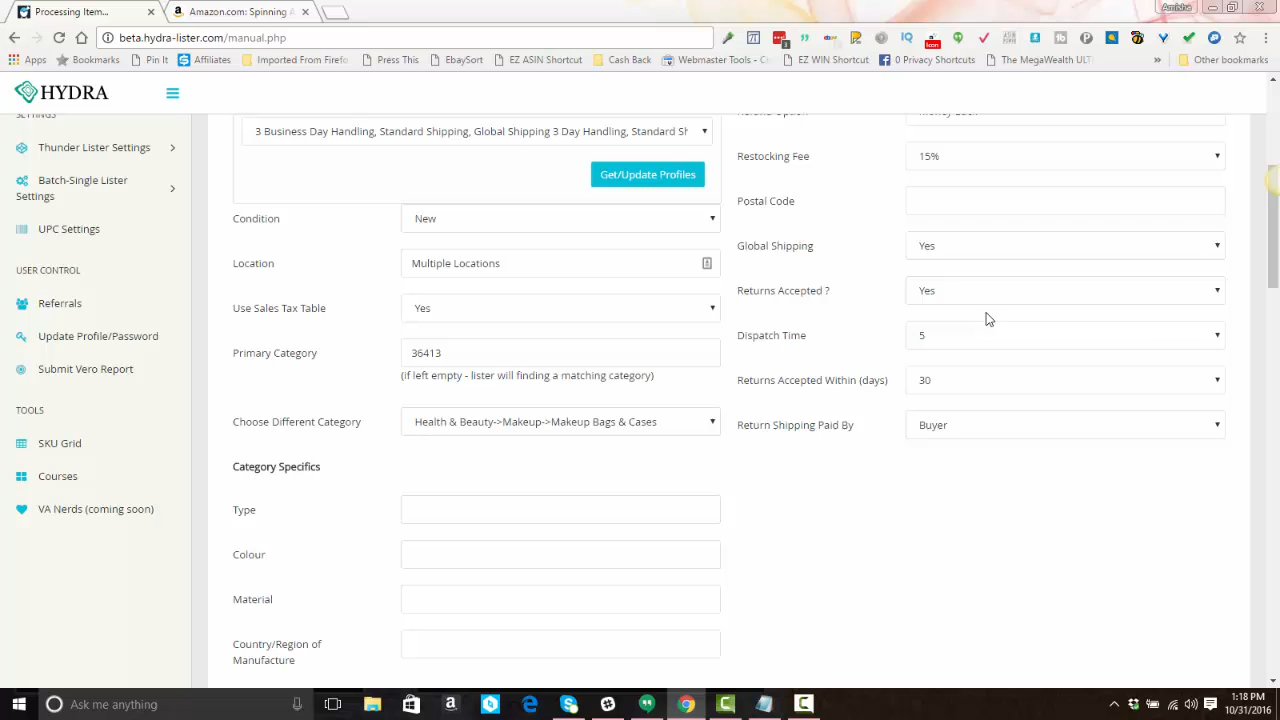 Processing Item...
Amazon.com: Spinning A
Amisha
beta.hydra-lister.com/manual.php
Apps
Bookmarks
Pin It
Affiliates
Imported From Firefo
Press This
EbaySoft
EZ ASIN Shortcut
Cash Back
Webmaster Tools - Ce
EZ WIN Shortcut
0 Privacy Shortcuts
The MegaWealth ULTI
»
Other bookmarks
HYDRA
SETTINGS
Thunder Lister Settings
Batch-Single Lister
Settings
UPC Settings
USER CONTROL
Referrals
Update Profile/Password
Submit Vero Report
TOOLS
SKU Grid
Courses
VA Nerds (coming soon)
3 Business Day Handling, Standard Shipping, Global Shipping 3 Day Handling, Standard Sh
Get/Update Profiles
Condition
New
Location
Multiple Locations
Use Sales Tax Table
Yes
Primary Category
36413
(if left empty - lister will finding a matching category)
Choose Different Category
Health & Beauty->Makeup->Makeup Bags & Cases
Category Specifics
Type
Colour
Material
Country/Region of
Manufacture
Restocking Fee
15%
Postal Code
Global Shipping
Yes
Returns Accepted ?
Yes
Dispatch Time
5
Returns Accepted Within (days)
30
Return Shipping Paid By
Buyer
Ask me anything
1:18 PM
10/31/2016